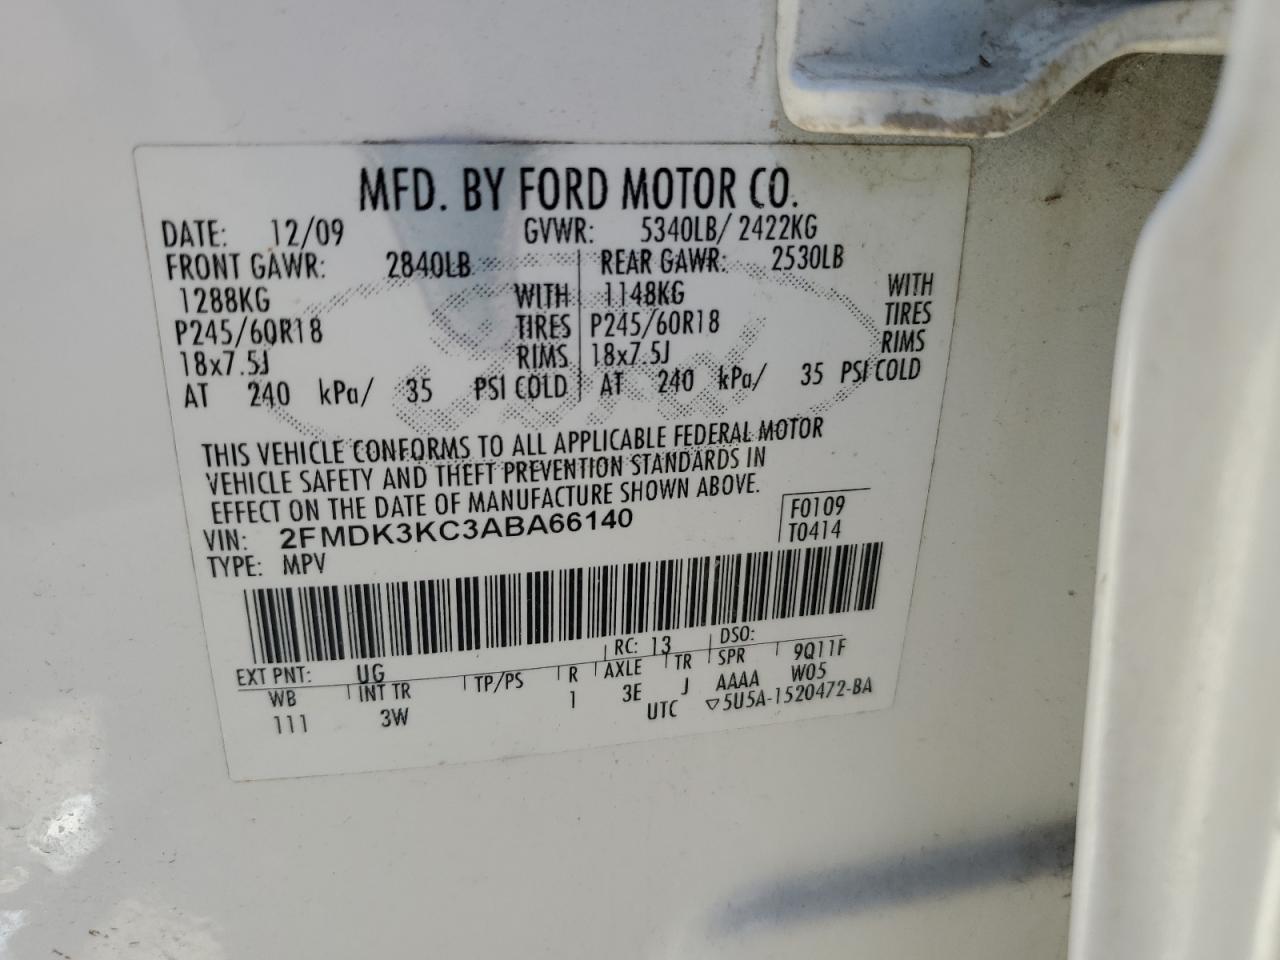 MFD. BY FORD MOTOR CO.
DATE: 12/09 GVWR: 5340LB/ 2422KG
FRONT GAWR: 2840LB REAR GAWR: 2530LB
1288KG WITH 1148KG WITH
P245/60R18 TIRES P245/60R18 TIRES
18x7.5J RIMS 18x7.5J RIMS
AT 240 kPa/ 35 PSI COLD AT 240 kPa/ 35 PSI COLD
THIS VEHICLE CONFORMS TO ALL APPLICABLE FEDERAL MOTOR
VEHICLE SAFETY AND THEFT PREVENTION STANDARDS IN
EFFECT ON THE DATE OF MANUFACTURE SHOWN ABOVE.
VIN: 2FMDK3KC3ABA66140 F0109
TYPE: MPV T0414
EXT PNT: UG RC: 13 DSO:
WB INT TR TP/PS R AXLE TR SPR 9Q11F
111 3W 1 3E J AAAA W05
UTC ▽5U5A-1520472-BA